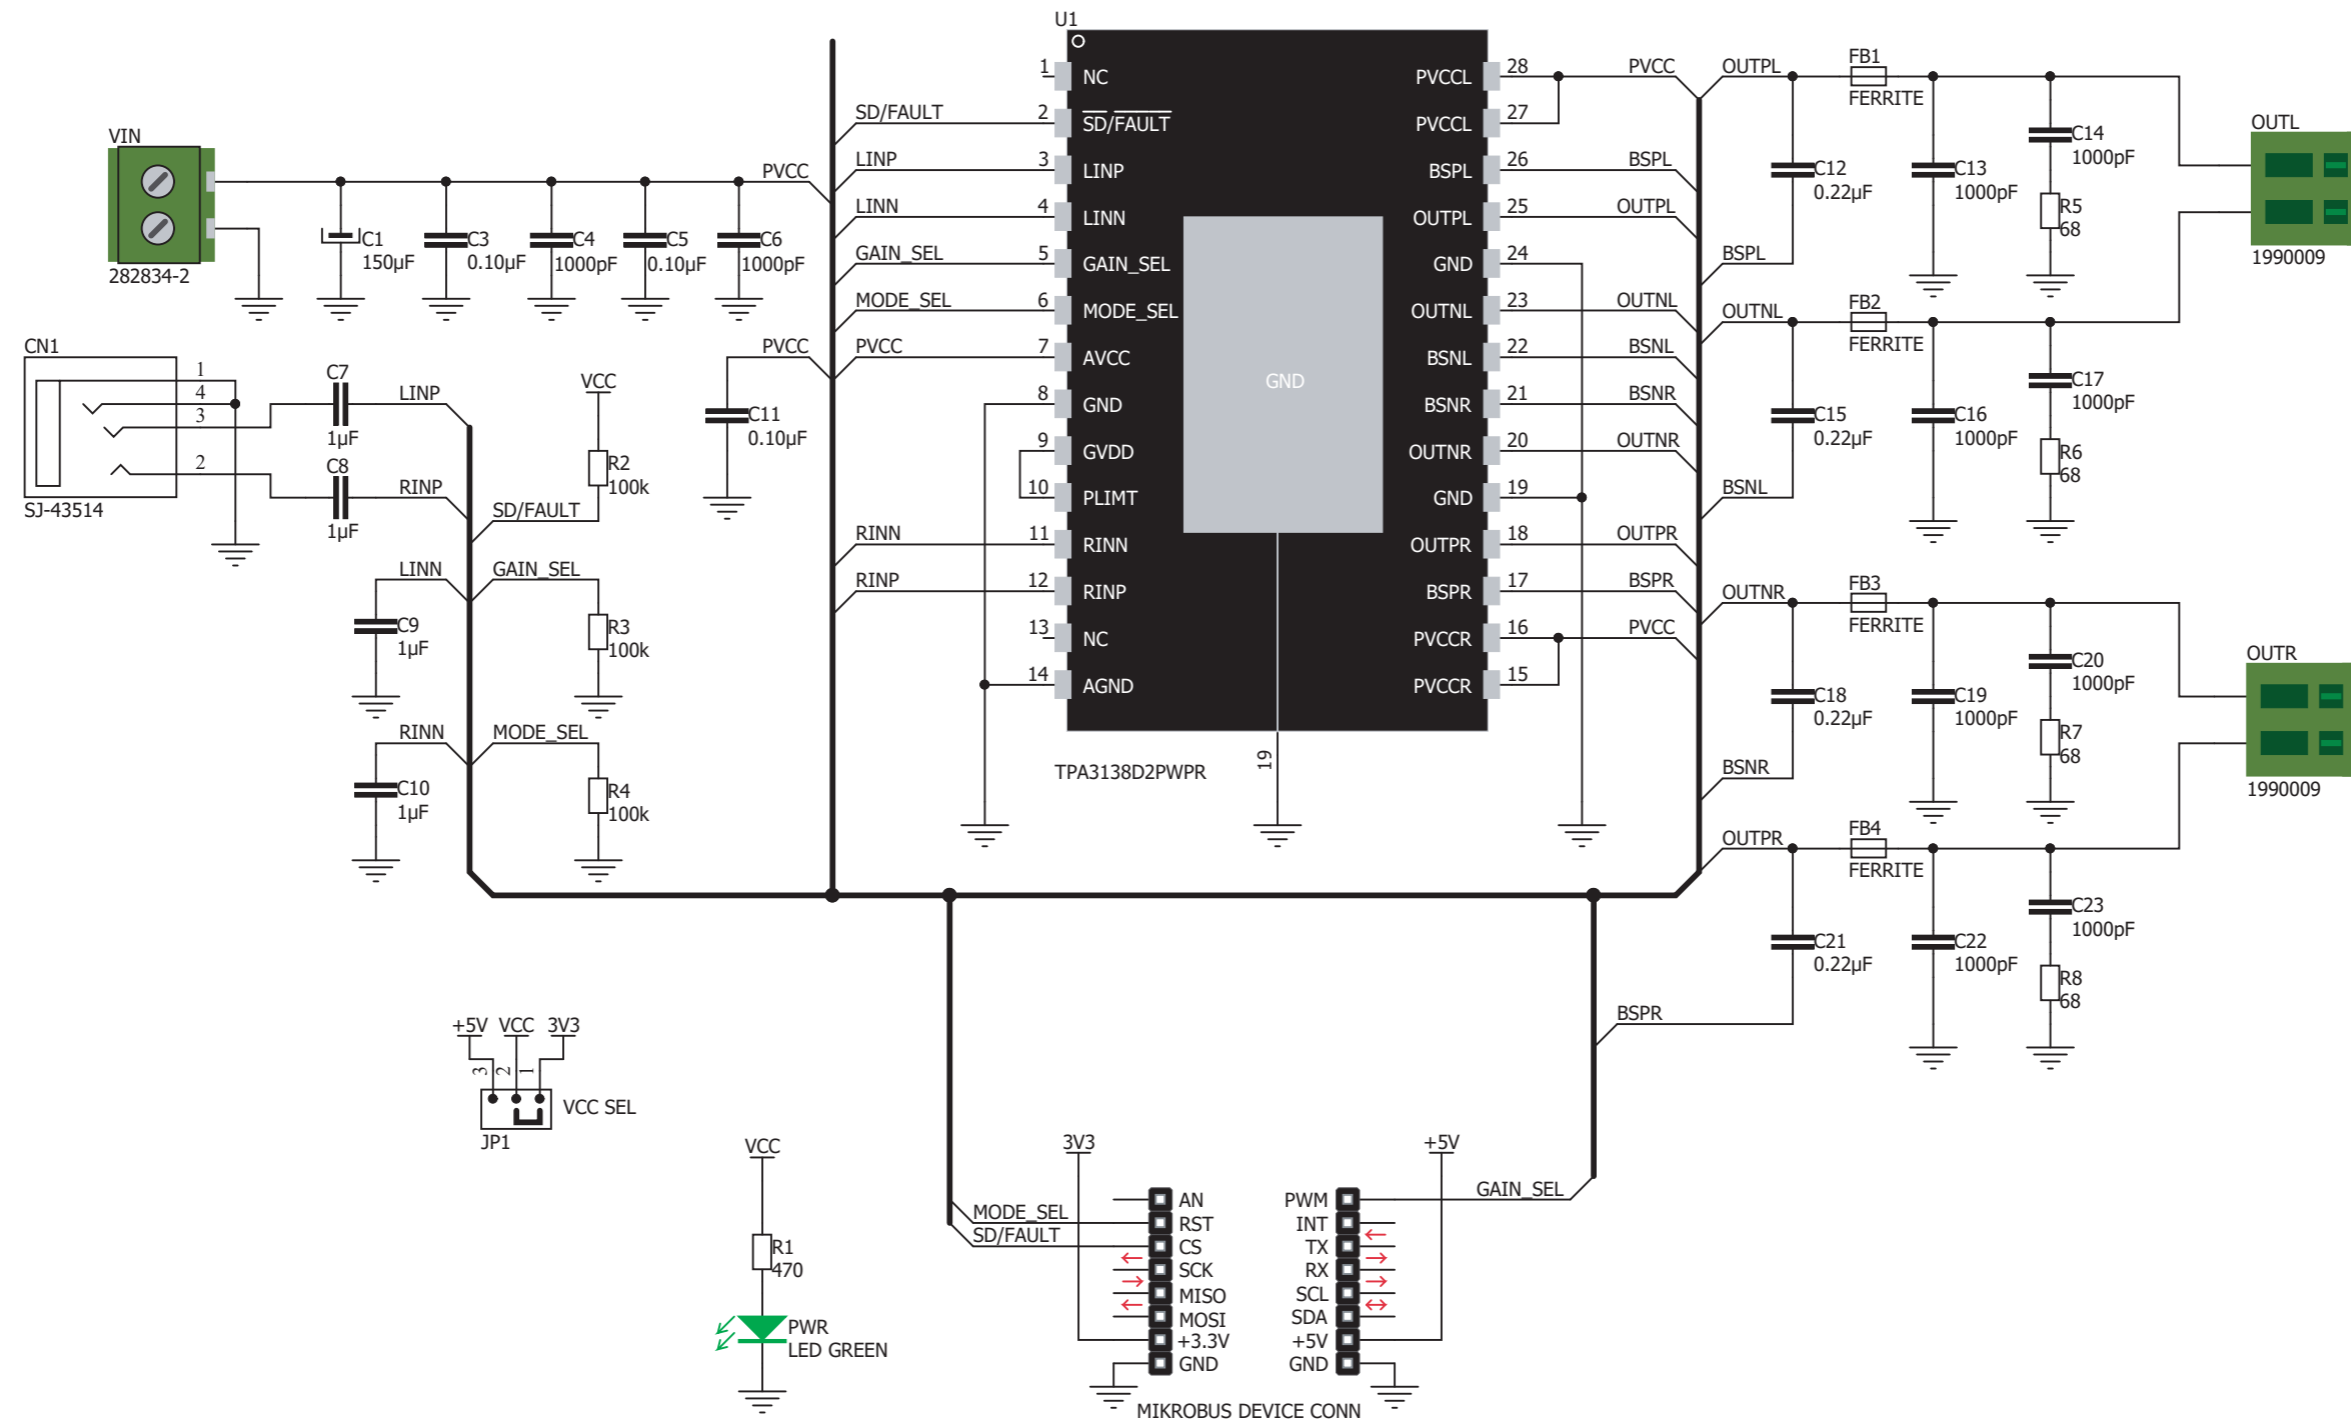 VIN
282834-2
PVCC
C1
150µF
C3
0.10µF
C4
1000pF
C5
0.10µF
C6
1000pF
CN1
1
4
3
2
SJ-43514
C7
1µF
LINP
C8
1µF
RINP
VCC
R2
100k
SD/FAULT
LINN
C9
1µF
GAIN_SEL
R3
100k
RINN
C10
1µF
MODE_SEL
R4
100k
PVCC
C11
0.10µF
SD/FAULT
LINP
LINN
GAIN_SEL
MODE_SEL
PVCC
RINN
RINP
U1
1 NC
2 SD/FAULT
3 LINP
4 LINN
5 GAIN_SEL
6 MODE_SEL
7 AVCC
8 GND
9 GVDD
10 PLIMT
11 RINN
12 RINP
13 NC
14 AGND
GND
19
TPA3138D2PWPR
PVCCL 28 PVCC
PVCCL 27
BSPL 26 BSPL
OUTPL 25 OUTPL
GND 24
OUTNL 23 OUTNL
BSNL 22 BSNL
BSNR 21 BSNR
OUTNR 20 OUTNR
GND 19
OUTPR 18 OUTPR
BSPR 17 BSPR
PVCCR 16 PVCC
PVCCR 15
OUTPL
FB1
FERRITE
C12
0.22µF
C13
1000pF
C14
1000pF
R5
68
BSPL
OUTL
1990009
OUTNL
FB2
FERRITE
C15
0.22µF
C16
1000pF
C17
1000pF
R6
68
BSNL
OUTNR
FB3
FERRITE
C18
0.22µF
C19
1000pF
C20
1000pF
R7
68
BSNR
OUTR
1990009
OUTPR
FB4
FERRITE
C21
0.22µF
C22
1000pF
C23
1000pF
R8
68
BSPR
+5V VCC 3V3
3 2 1
VCC SEL
JP1
VCC
R1
470
PWR
LED GREEN
3V3
+5V
MODE_SEL
SD/FAULT
GAIN_SEL
AN
RST
CS
SCK
MISO
MOSI
+3.3V
GND
PWM
INT
TX
RX
SCL
SDA
+5V
GND
MIKROBUS DEVICE CONN